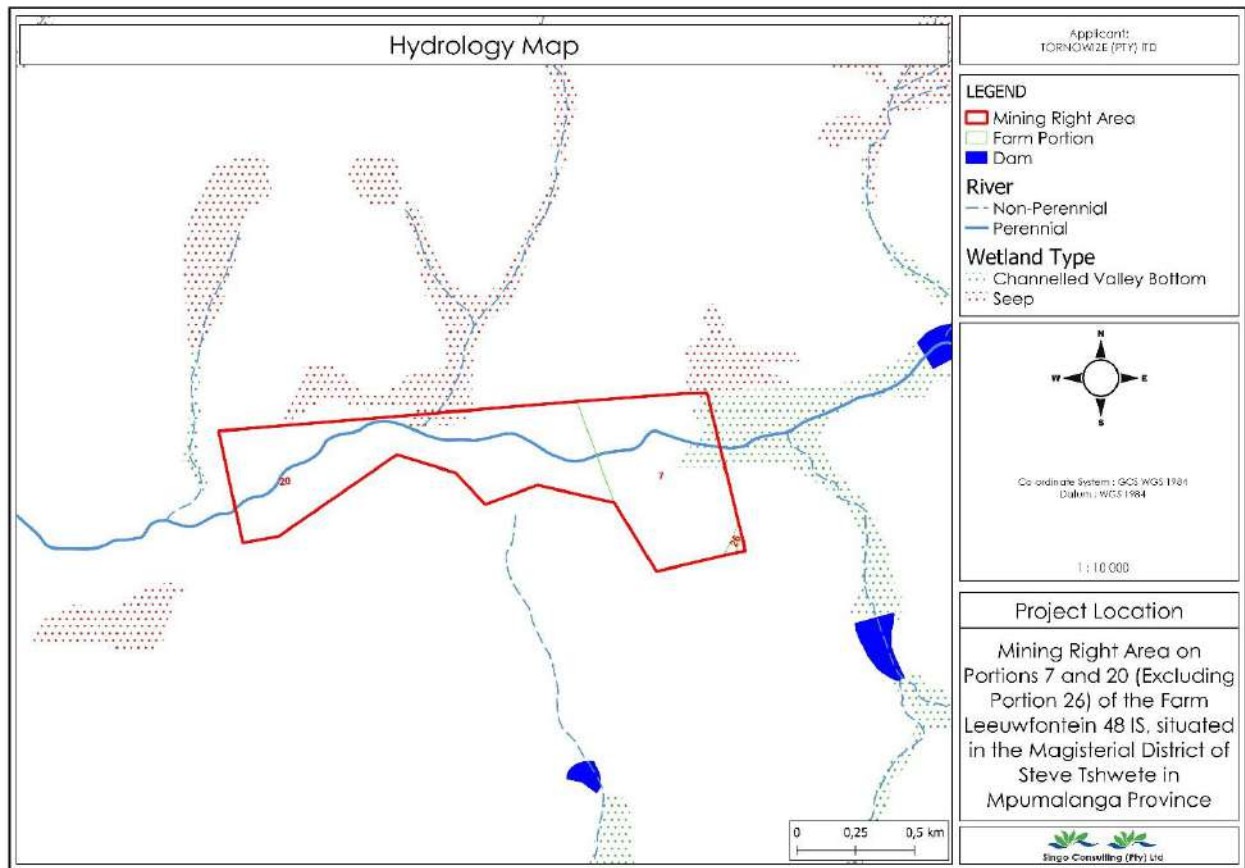 Hydrology Map
20
7
26
0 0,25 0,5 km
Applicant:
TORNOWIZE (PTY) lTD
LEGEND
Mining Right Area
Farm Portion
Dam
River
Non-Perennial
Perennial
Wetland Type
Channelled Valley Bottom
Seep
N
W E
S
Co ordinate System : GCS WGS 1984
Datum : WGS 1984
1 : 10 000
Project Location
Mining Right Area on
Portions 7 and 20 (Excluding
Portion 26) of the Farm
Leeuwfontein 48 IS, situated
in the Magisterial District of
Steve Tshwete in
Mpumalanga Province
Singo Consulting (Pty) Ltd